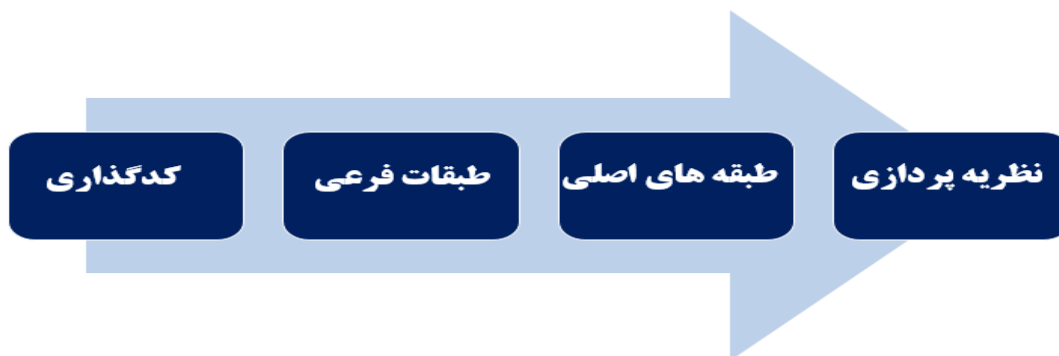 کدگذاری
طبقات فرعی
طبقه های اصلی
نظریه پردازی